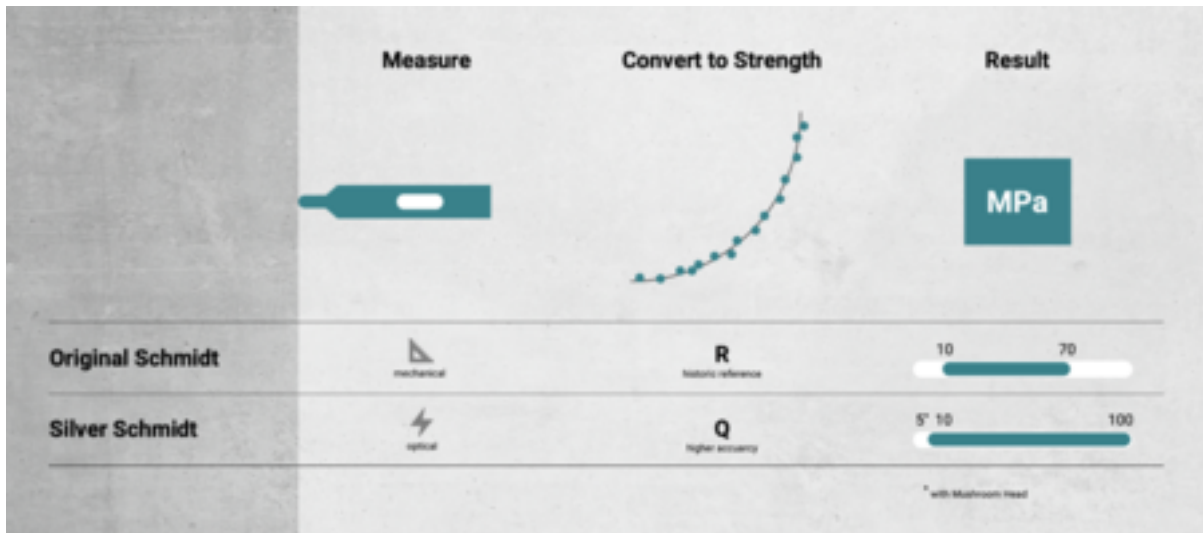 Measure Convert to Strength Result
MPa
Original Schmidt
mechanical
R
historic reference
10 70
Silver Schmidt
optical
Q
higher accuancy
5* 10 100
* with Mushroom Head